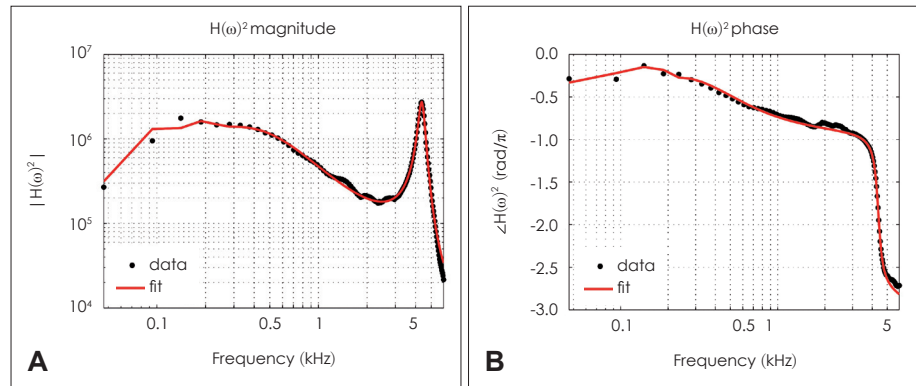 H(ω)² magnitude
10⁷
10⁶
10⁵
10⁴
| H(ω)² |
data
fit
0.1
0.5
1
5
Frequency (kHz)
A
H(ω)² phase
0.0
-0.5
-1.0
-1.5
-2.0
-2.5
-3.0
∠H(ω)² (rad/π)
data
fit
0.1
0.5
1
5
Frequency (kHz)
B